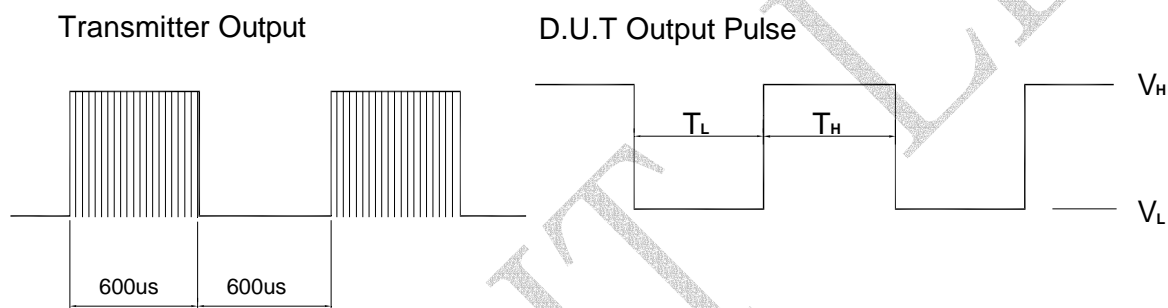 Transmitter Output
D.U.T Output Pulse
VH
TL
TH
VL
600us
600us